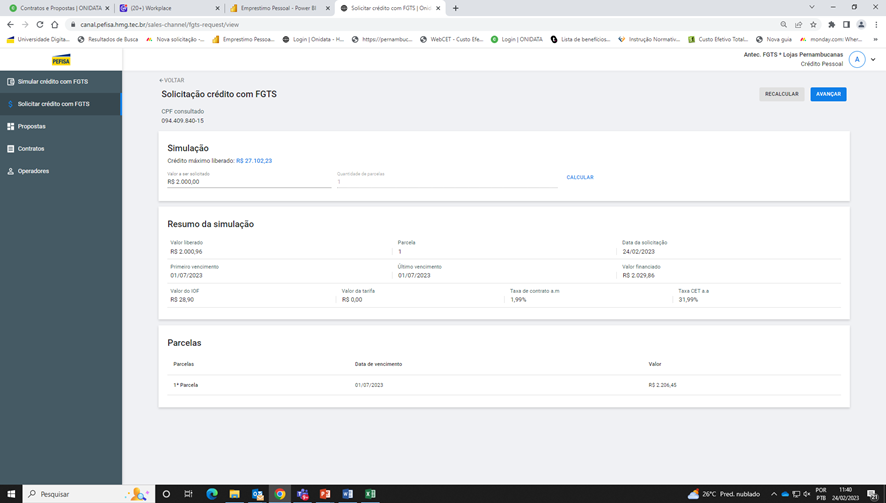 Contratos e Propostas | ONIDATA
(20+) Workplace
Emprestimo Pessoal - Power BI
Solicitar crédito com FGTS | ONID
canal.pefisa.hmg.tec.br/sales-channel/fgts-request/view
Universidade Digita...
Resultados de Busca
Nova solicitação -...
Emprestimo Pessoa...
Login | Onidata - H...
https://pernambuc...
WebCET - Custo Efe...
Login | ONIDATA
Lista de benefícios...
Instrução Normativ...
Custo Efetivo Total...
Nova guia
monday.com: Wher...
PEFISA
Antec. FGTS * Lojas Pernambucanas
Crédito Pessoal
A
Simular crédito com FGTS
Solicitar crédito com FGTS
Propostas
Contratos
Operadores
VOLTAR
Solicitação crédito com FGTS
RECALCULAR
AVANÇAR
CPF consultado
094.409.840-15
Simulação
Crédito máximo liberado: R$ 27.102,23
Valor a ser solicitado
Quantidade de parcelas
R$ 2.000,00
1
CALCULAR
Resumo da simulação
Valor liberado
Parcela
Data da solicitação
R$ 2.000,96
1
24/02/2023
Primeiro vencimento
Último vencimento
Valor financiado
01/07/2023
01/07/2023
R$ 2.029,86
Valor do IOF
Valor da tarifa
Taxa de contrato a.m
Taxa CET a.a
R$ 28,90
R$ 0,00
1,99%
31,99%
Parcelas
Parcelas
Data de vencimento
Valor
1ª Parcela
01/07/2023
R$ 2.206,45
Pesquisar
26°C Pred. nublado
POR
PTB
11:40
24/02/2023